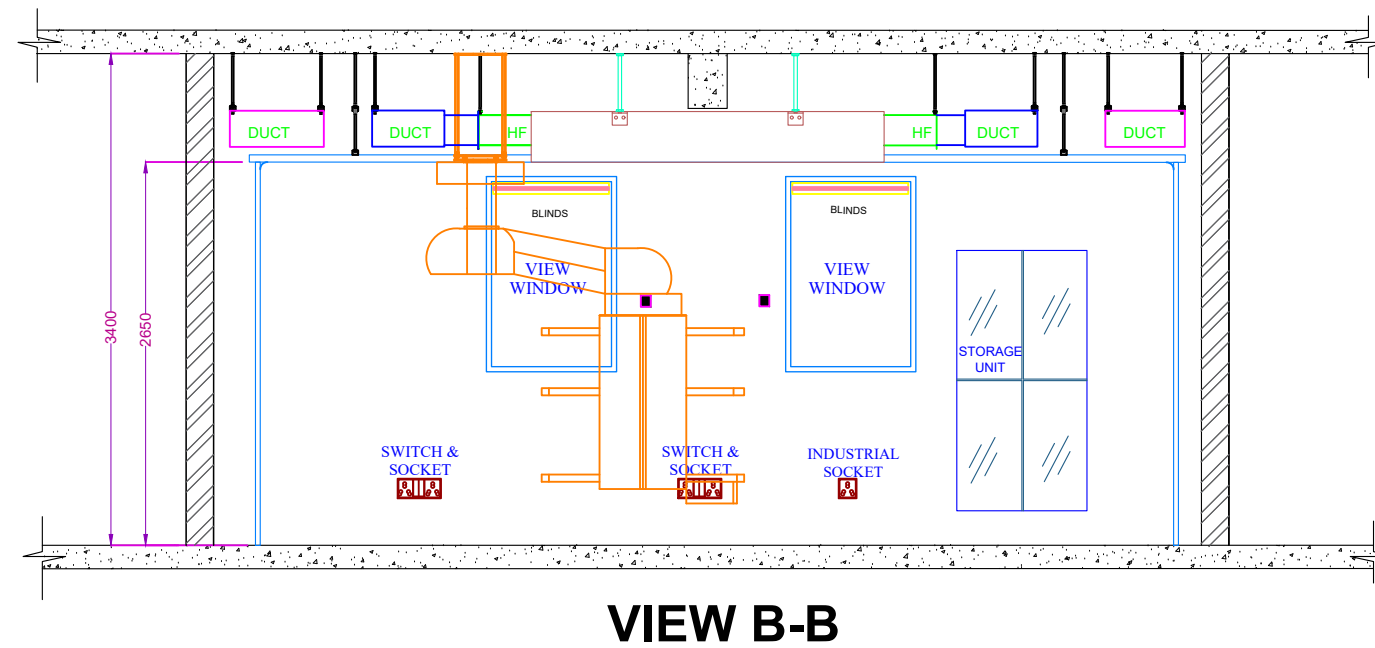 DUCT
DUCT
HF
HF
DUCT
DUCT
BLINDS
BLINDS
VIEW
WINDOW
VIEW
WINDOW
3400
2650
STORAGE
UNIT
SWITCH &
SOCKET
SWITCH &
SOCKET
INDUSTRIAL
SOCKET
VIEW B-B